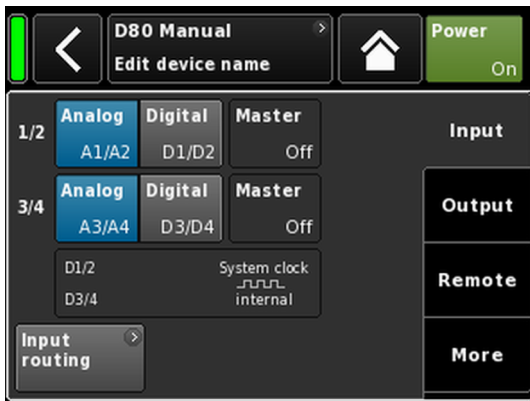 D80 Manual
Edit device name
Power
On
1/2
Analog
A1/A2
Digital
D1/D2
Master
Off
Input
3/4
Analog
A3/A4
Digital
D3/D4
Master
Off
Output
D1/2
System clock
D3/4
internal
Remote
Input
routing
More